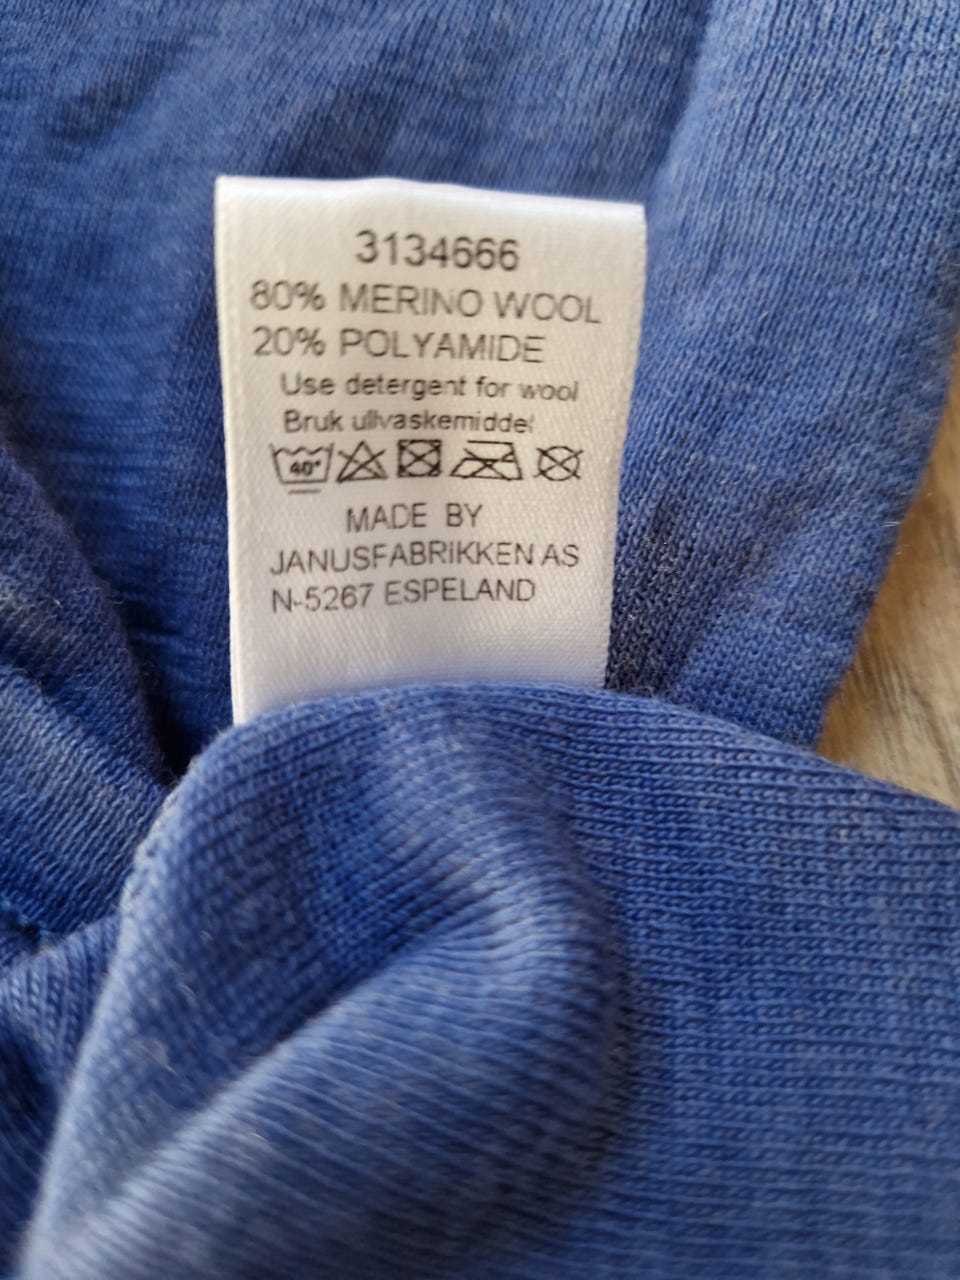 3134666
80% MERINO WOOL
20% POLYAMIDE
Use detergent for wool
Bruk ullvaskemiddel
40°
MADE BY
JANUSFABRIKKEN AS
N-5267 ESPELAND